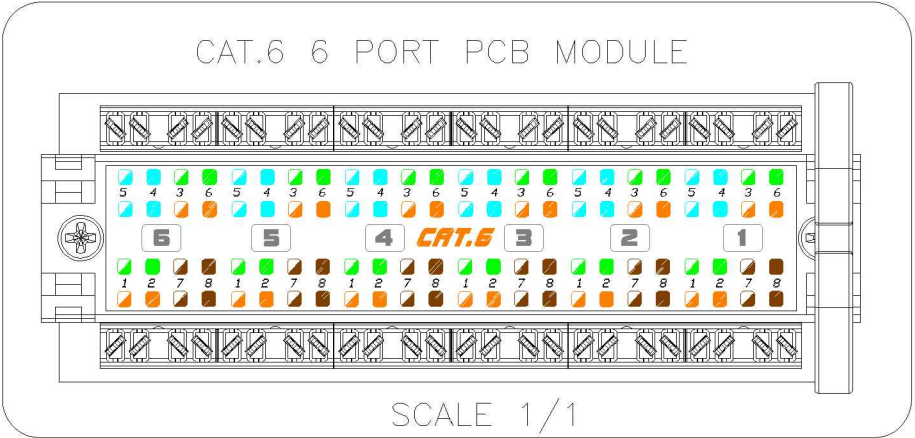 CAT.6 6 PORT PCB MODULE
5 4 3 6 5 4 3 6 5 4 3 6 5 4 3 6 5 4 3 6 5 4 3 6
6 5 4 CAT.6 3 2 1
1 2 7 8 1 2 7 8 1 2 7 8 1 2 7 8 1 2 7 8 1 2 7 8
SCALE 1/1